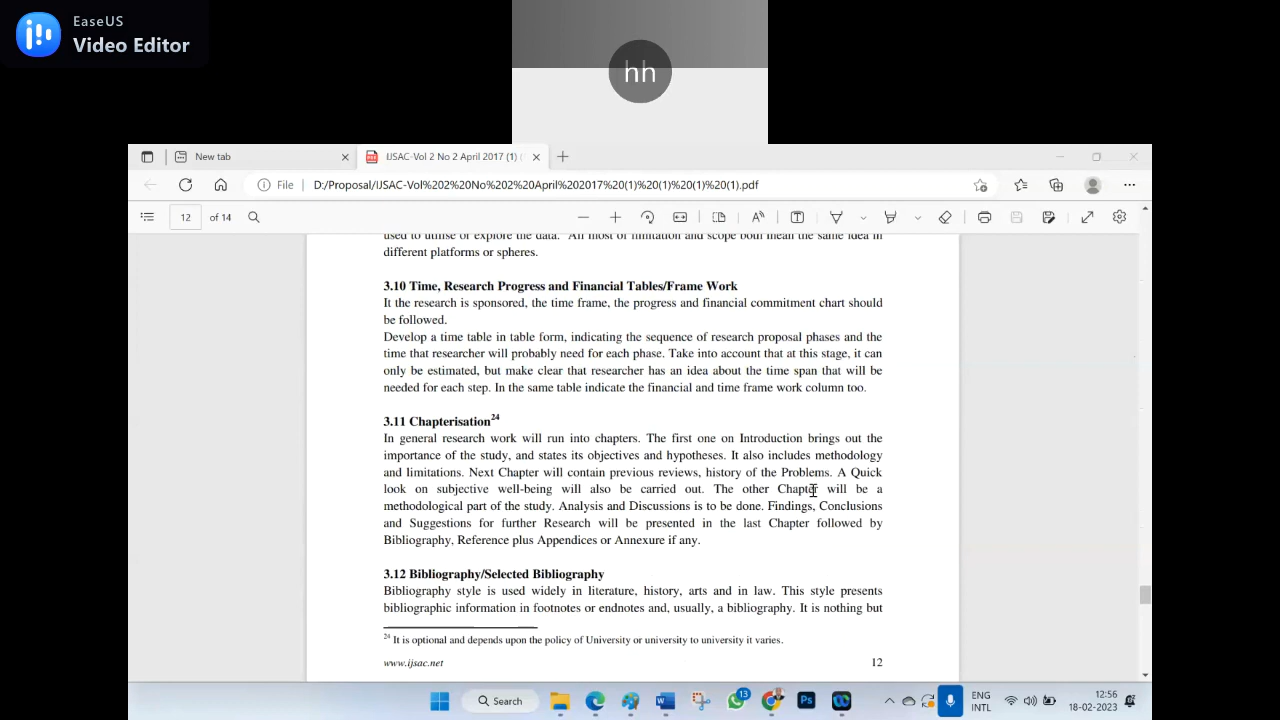 EaseUS
Video Editor
hh
New tab
IJSAC-Vol 2 No 2 April 2017 (1) (
File
D:/Proposal/IJSAC-Vol%202%20No%202%20April%202017%20(1)%20(1)%20(1)%20(1).pdf
12 of 14
used to utilise or explore the data. All most of limitation and scope both mean the same idea in
different platforms or spheres.
3.10 Time, Research Progress and Financial Tables/Frame Work
It the research is sponsored, the time frame, the progress and financial commitment chart should
be followed.
Develop a time table in table form, indicating the sequence of research proposal phases and the
time that researcher will probably need for each phase. Take into account that at this stage, it can
only be estimated, but make clear that researcher has an idea about the time span that will be
needed for each step. In the same table indicate the financial and time frame work column too.
3.11 Chapterisation24
In general research work will run into chapters. The first one on Introduction brings out the
importance of the study, and states its objectives and hypotheses. It also includes methodology
and limitations. Next Chapter will contain previous reviews, history of the Problems. A Quick
look on subjective well-being will also be carried out. The other Chapter will be a
methodological part of the study. Analysis and Discussions is to be done. Findings, Conclusions
and Suggestions for further Research will be presented in the last Chapter followed by
Bibliography, Reference plus Appendices or Annexure if any.
3.12 Bibliography/Selected Bibliography
Bibliography style is used widely in literature, history, arts and in law. This style presents
bibliographic information in footnotes or endnotes and, usually, a bibliography. It is nothing but
24 It is optional and depends upon the policy of University or university to university it varies.
www.ijsac.net 12
Search
13
Ps
ENG
INTL
12:56
18-02-2023